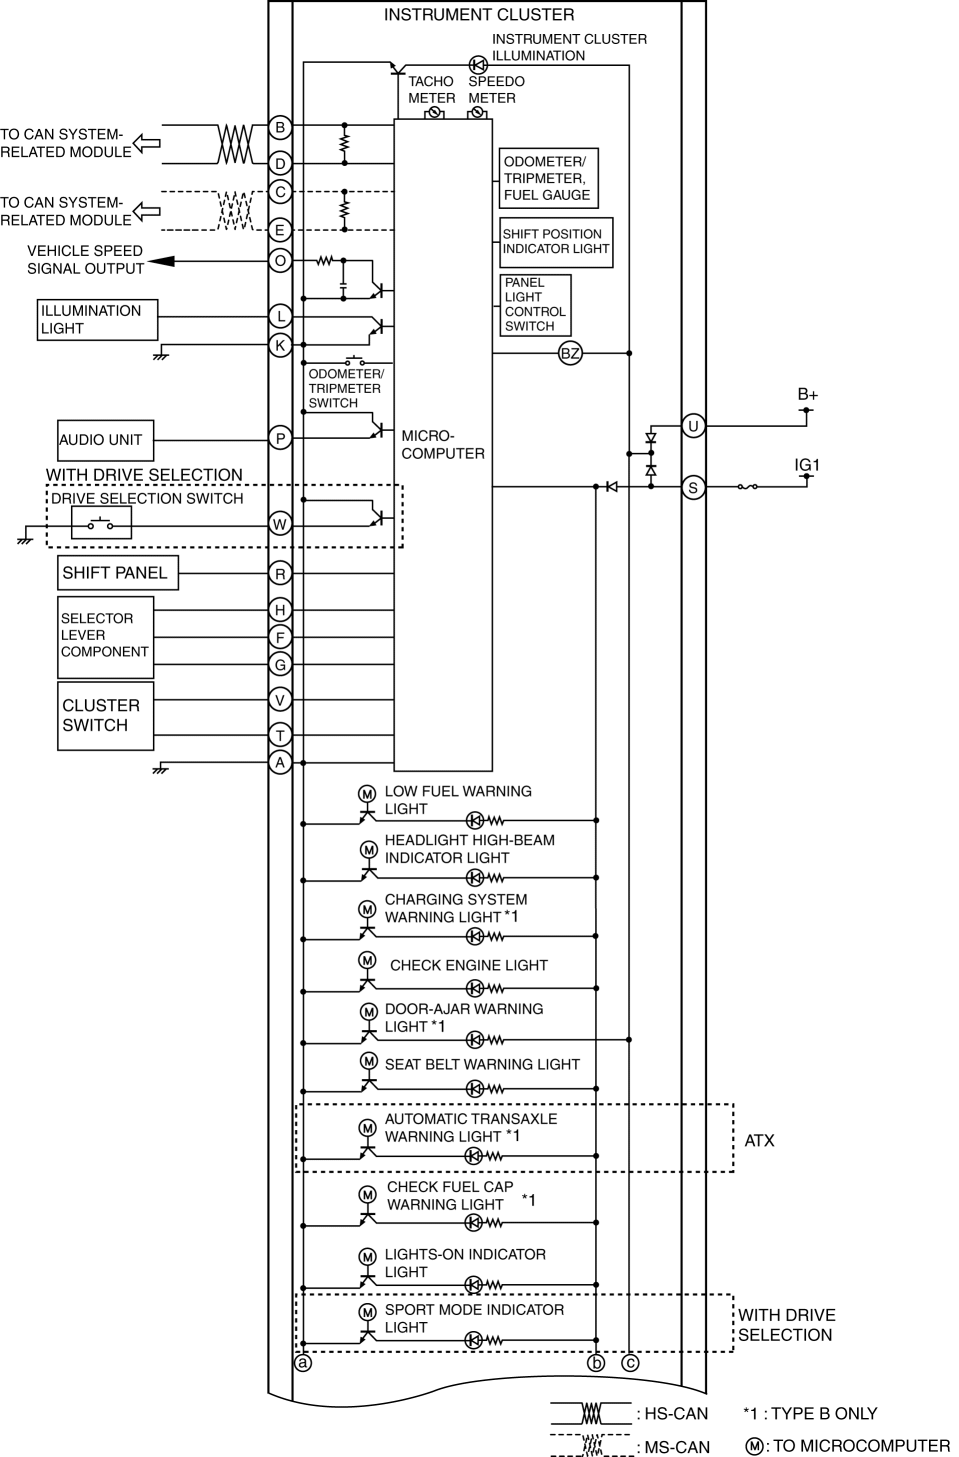 INSTRUMENT CLUSTER
INSTRUMENT CLUSTER
ILLUMINATION
TACHO
METER
SPEEDO
METER
B
TO CAN SYSTEM-
RELATED MODULE
D
ODOMETER/
TRIPMETER,
FUEL GAUGE
C
TO CAN SYSTEM-
RELATED MODULE
E
SHIFT POSITION
INDICATOR LIGHT
VEHICLE SPEED
SIGNAL OUTPUT
O
PANEL
LIGHT
CONTROL
SWITCH
ILLUMINATION
LIGHT
L
K
BZ
ODOMETER/
TRIPMETER
SWITCH
B+
U
AUDIO UNIT
P
MICRO-
COMPUTER
IG1
S
WITH DRIVE SELECTION
DRIVE SELECTION SWITCH
W
SHIFT PANEL
R
SELECTOR
LEVER
COMPONENT
H
F
G
CLUSTER
SWITCH
V
T
A
M
LOW FUEL WARNING
LIGHT
M
HEADLIGHT HIGH-BEAM
INDICATOR LIGHT
M
CHARGING SYSTEM
WARNING LIGHT *1
M
CHECK ENGINE LIGHT
M
DOOR-AJAR WARNING
LIGHT *1
M
SEAT BELT WARNING LIGHT
M
AUTOMATIC TRANSAXLE
WARNING LIGHT *1
ATX
M
CHECK FUEL CAP
WARNING LIGHT *1
M
LIGHTS-ON INDICATOR
LIGHT
M
SPORT MODE INDICATOR
LIGHT
WITH DRIVE
SELECTION
a
b
c
: HS-CAN
*1 : TYPE B ONLY
: MS-CAN
M : TO MICROCOMPUTER